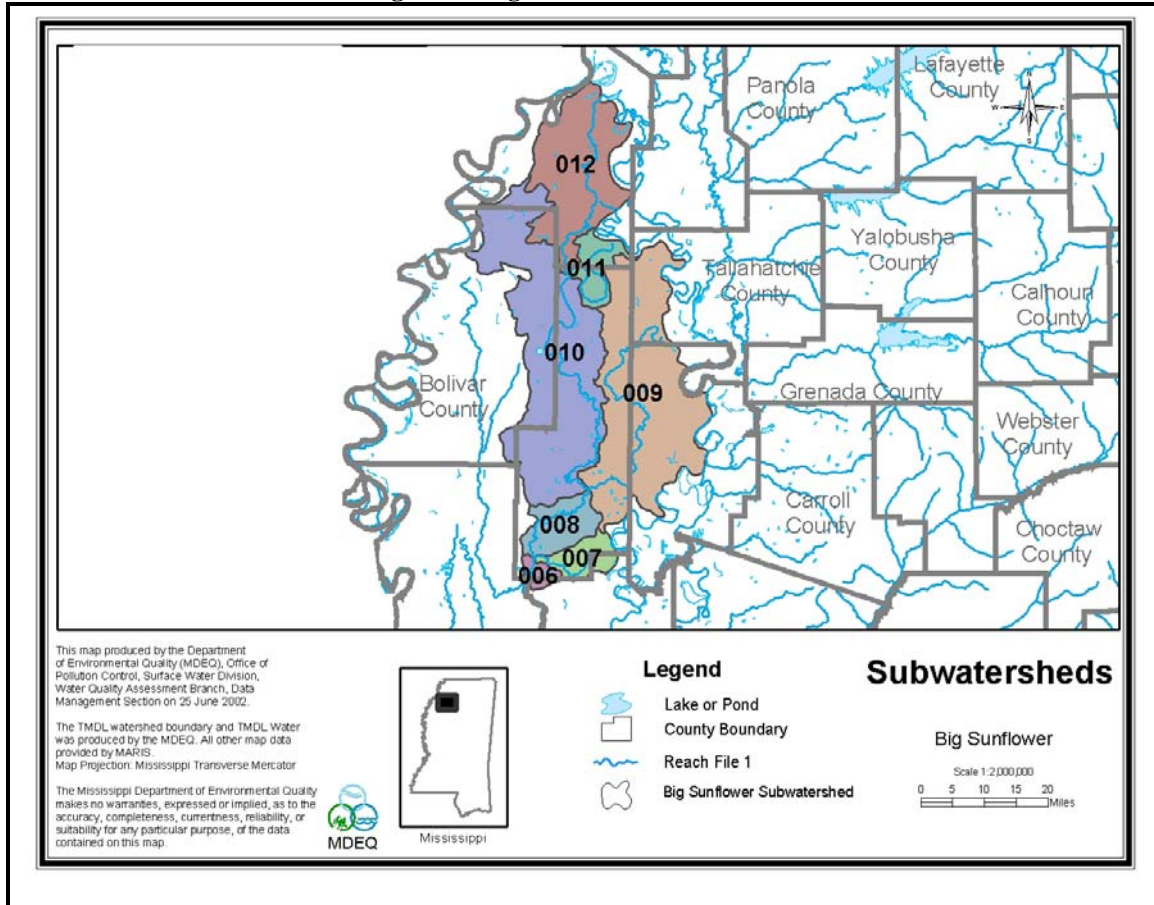 Panola
County
Lafayette
County
N
W
E
S
012
Yalobusha
County
011
Tallahatchie
County
Calhoun
County
010
Bolivar
County
009
Grenada County
Webster
County
Carroll
County
008
Choctaw
County
007
006
This map produced by the Department
of Environmental Quality (MDEQ), Office of
Pollution Control, Surface Water Division,
Water Quality Assessment Branch, Data
Management Section on 25 June 2002.
The TMDL watershed boundary and TMDL Water
was produced by the MDEQ. All other map data
provided by MARIS.
Map Projection: Mississippi Transverse Mercator
The Mississippi Department of Environmental Quality
makes no warranties, expressed or implied, as to the
accuracy, completeness, currentness, reliability, or
suitability for any particular purpose, of the data
contained on this map.
MDEQ
Mississippi
Legend
Lake or Pond
County Boundary
Reach File 1
Big Sunflower Subwatershed
Subwatersheds
Big Sunflower
Scale 1:2,000,000
0 5 10 15 20
Miles